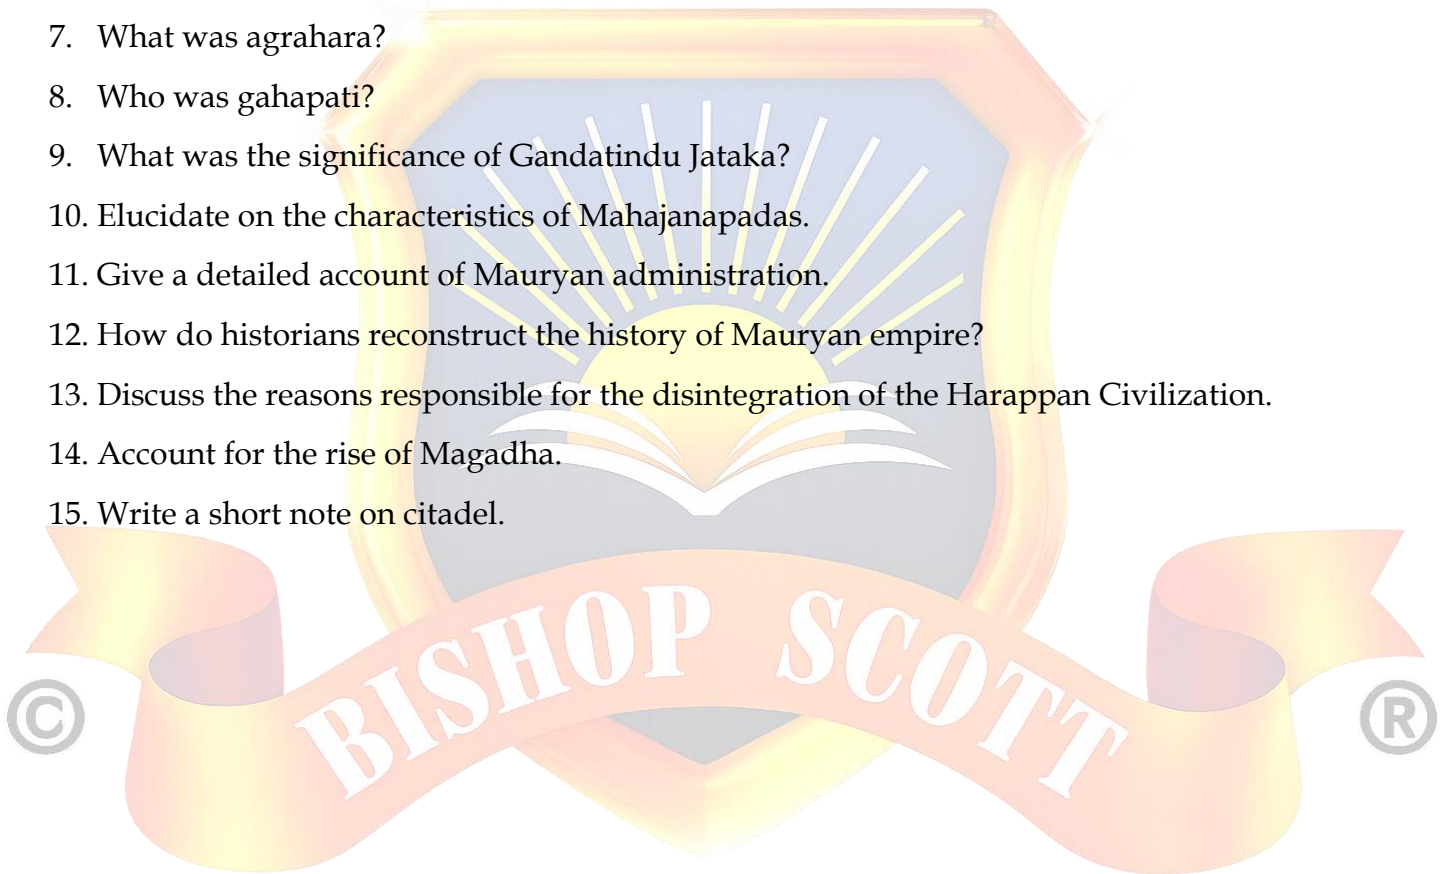 7. What was agrahara?
8. Who was gahapati?
9. What was the significance of Gandatindu Jataka?
10. Elucidate on the characteristics of Mahajanapadas.
11. Give a detailed account of Mauryan administration.
12. How do historians reconstruct the history of Mauryan empire?
13. Discuss the reasons responsible for the disintegration of the Harappan Civilization.
14. Account for the rise of Magadha.
15. Write a short note on citadel.
BISHOP SCOTT
© ®